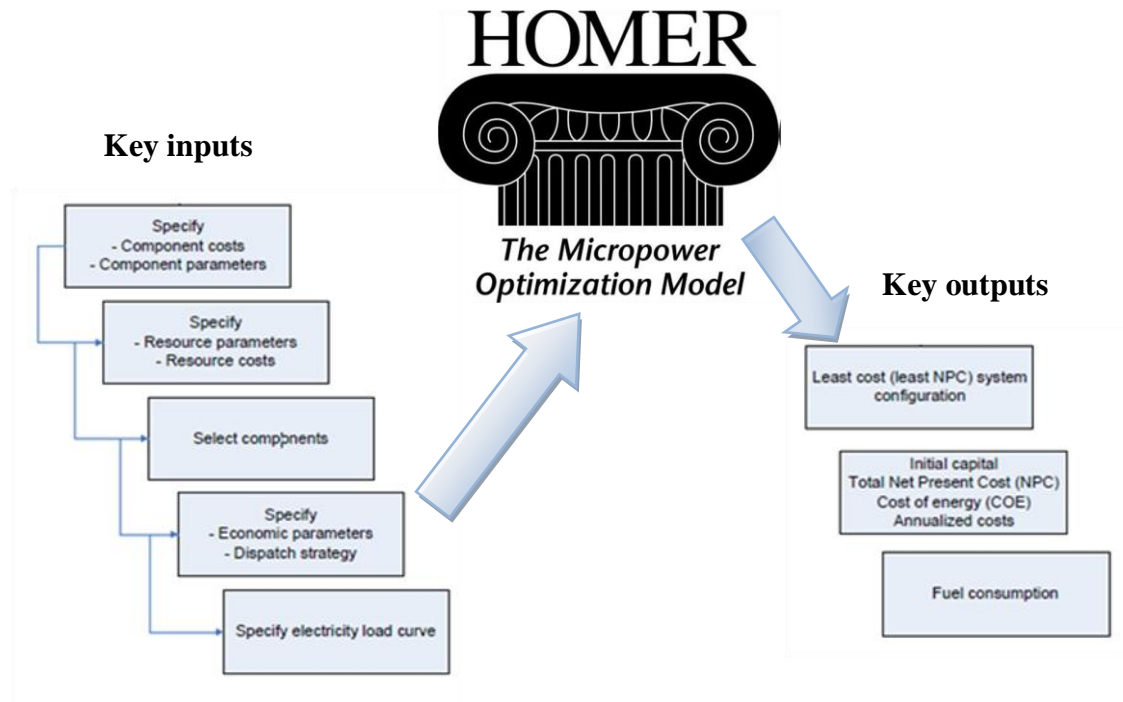 HOMER
The Micropower
Optimization Model
Key inputs
Specify
- Component costs
- Component parameters
Specify
- Resource parameters
- Resource costs
Select components
Specify
- Economic parameters
- Dispatch strategy
Specify electricity load curve
Key outputs
Least cost (least NPC) system
configuration
Initial capital
Total Net Present Cost (NPC)
Cost of energy (COE)
Annualized costs
Fuel consumption